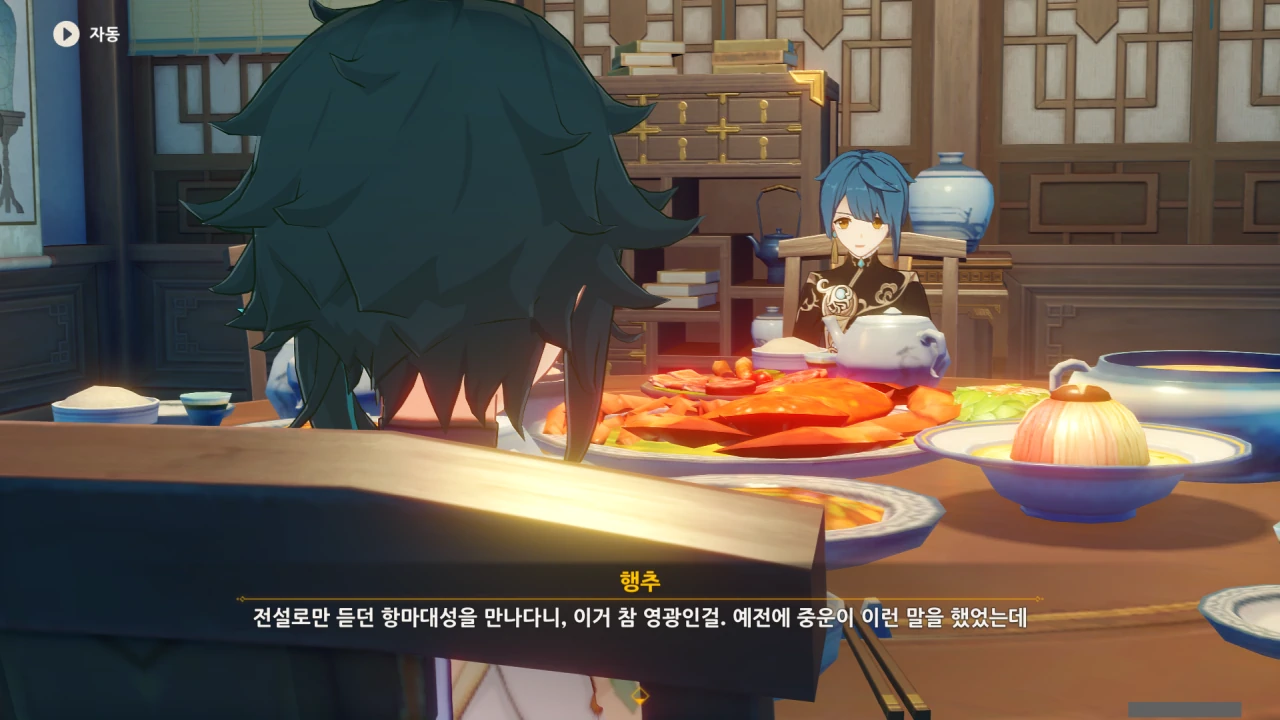 자동
행추
전설로만 듣던 항마대성을 만나다니, 이거 참 영광인걸. 예전에 중운이 이런 말을 했었는데